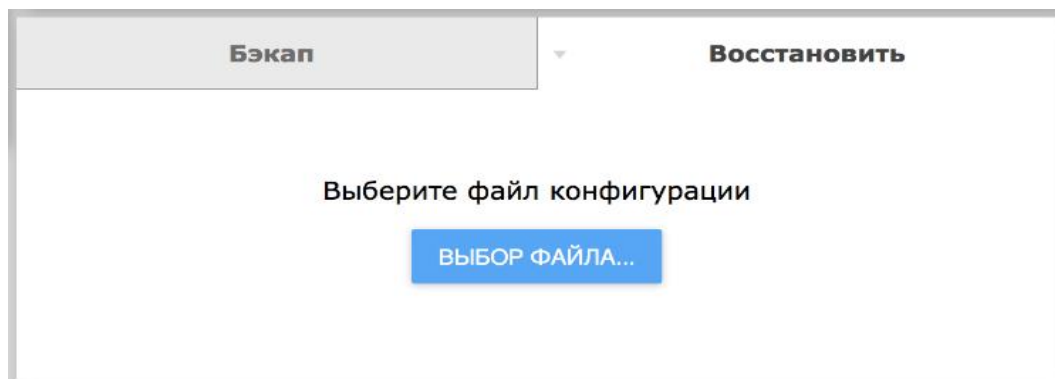 Бэкап
Восстановить
Выберите файл конфигурации
ВЫБОР ФАЙЛА...